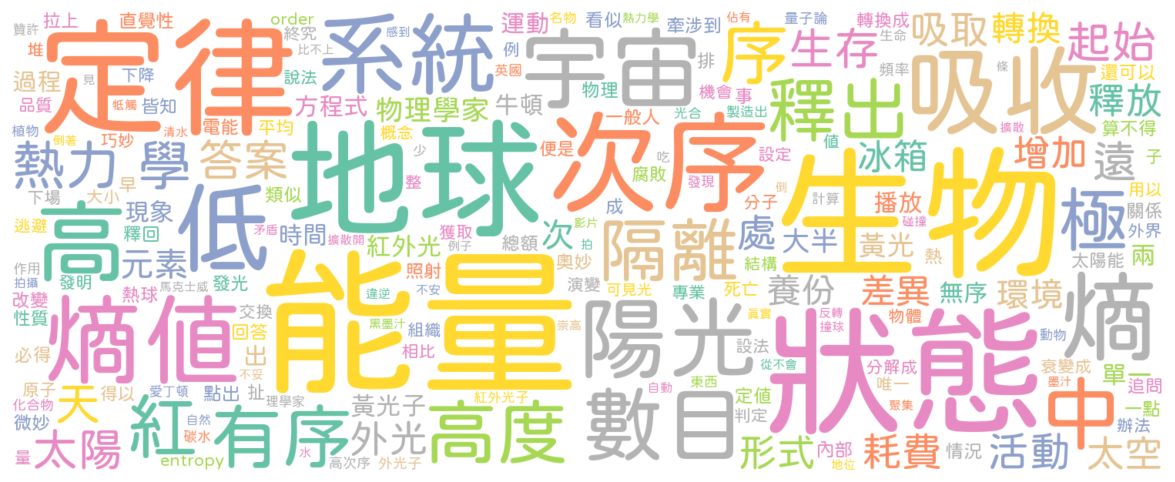 贊許 拉上 直覺性 order 終究 感到 比不上 系統 運動 英國 例 看似 名物 熱力學 牽涉到 排 佔有 量子論 轉換成 生命 吸取 轉換 起始
堆 定律 宇宙 序 生存 頻率 條 還可以
過程 下降 說法 方程式 物理學家 牛頓 物理 機會 事 釋出 吸收 釋放
品質 見 牴觸 皆知 一般人 光合 製造出 擴散 算不得
植物 倒著 巧妙 清水 電能 平均 概念 少 地球 便是 次序 設定 值 冰箱 增加 遠 子
熱力 學 答案 類似 整 吃 腐敗 發現 分子 倒 計算 生物 用以
下場 大小 早 低 矛盾 擴散開 獲取 影片 成 播放 碰撞 極 關係
逃避 高 現象 釋回 時間 紅外光 例子 總額 次 拍 隔離 處 大半 黃光 熱 外界
作用 拍攝 發明 元素 發光 馬克士威 照射 奧妙 可見光 結構 太陽能 兩
改變 熱球 交換 能量 違逆 不安 演變 專業 死亡 養份 差異 無序 環境
性質 熵值 回答 黑墨汁 組織 崇高 陽光 眞實 物體 反轉 撞球 狀態 動物 熵
必得 出 不妥 相比 設法 從不會 分解成 衰變成 墨汁 單一
原子 得以 愛丁頓 扯 自動 東西 唯一 追問
化合物 天 點出 理學家 黃光子 紅外光子 數目 定值 聚集 中 一點
微妙 紅 自然 碳水 有序 外光 高度 判定 辦法
量 太陽 entropy 水 高次序 外光子 形式 內部 地位 耗費 情況 活動 太空